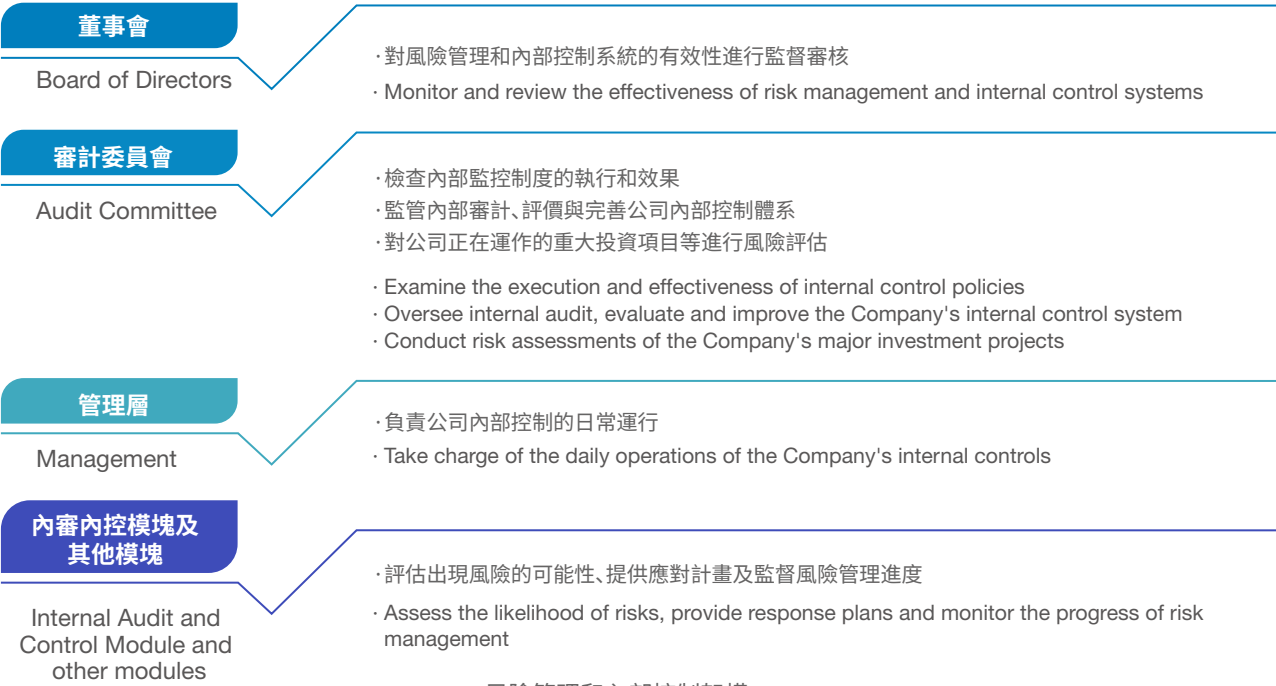 董事會
Board of Directors
·對風險管理和內部控制系統的有效性進行監督審核
· Monitor and review the effectiveness of risk management and internal control systems
審計委員會
Audit Committee
·檢查內部監控制度的執行和效果
·監管內部審計、評價與完善公司內部控制體系
·對公司正在運作的重大投資項目等進行風險評估
· Examine the execution and effectiveness of internal control policies
· Oversee internal audit, evaluate and improve the Company's internal control system
· Conduct risk assessments of the Company's major investment projects
管理層
Management
·負責公司內部控制的日常運行
· Take charge of the daily operations of the Company's internal controls
內審內控模塊及
其他模塊
Internal Audit and
Control Module and
other modules
·評估出現風險的可能性、提供應對計畫及監督風險管理進度
· Assess the likelihood of risks, provide response plans and monitor the progress of risk
management